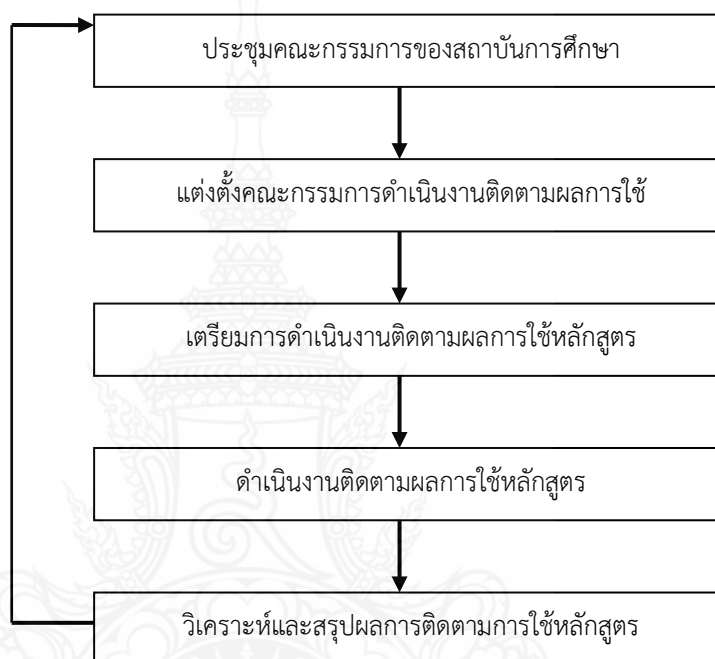 ประชุมคณะกรรมการของสถาบันการศึกษา
แต่งตั้งคณะกรรมการดำเนินงานติดตามผลการใช้
เตรียมการดำเนินงานติดตามผลการใช้หลักสูตร
ดำเนินงานติดตามผลการใช้หลักสูตร
วิเคราะห์และสรุปผลการติดตามการใช้หลักสูตร